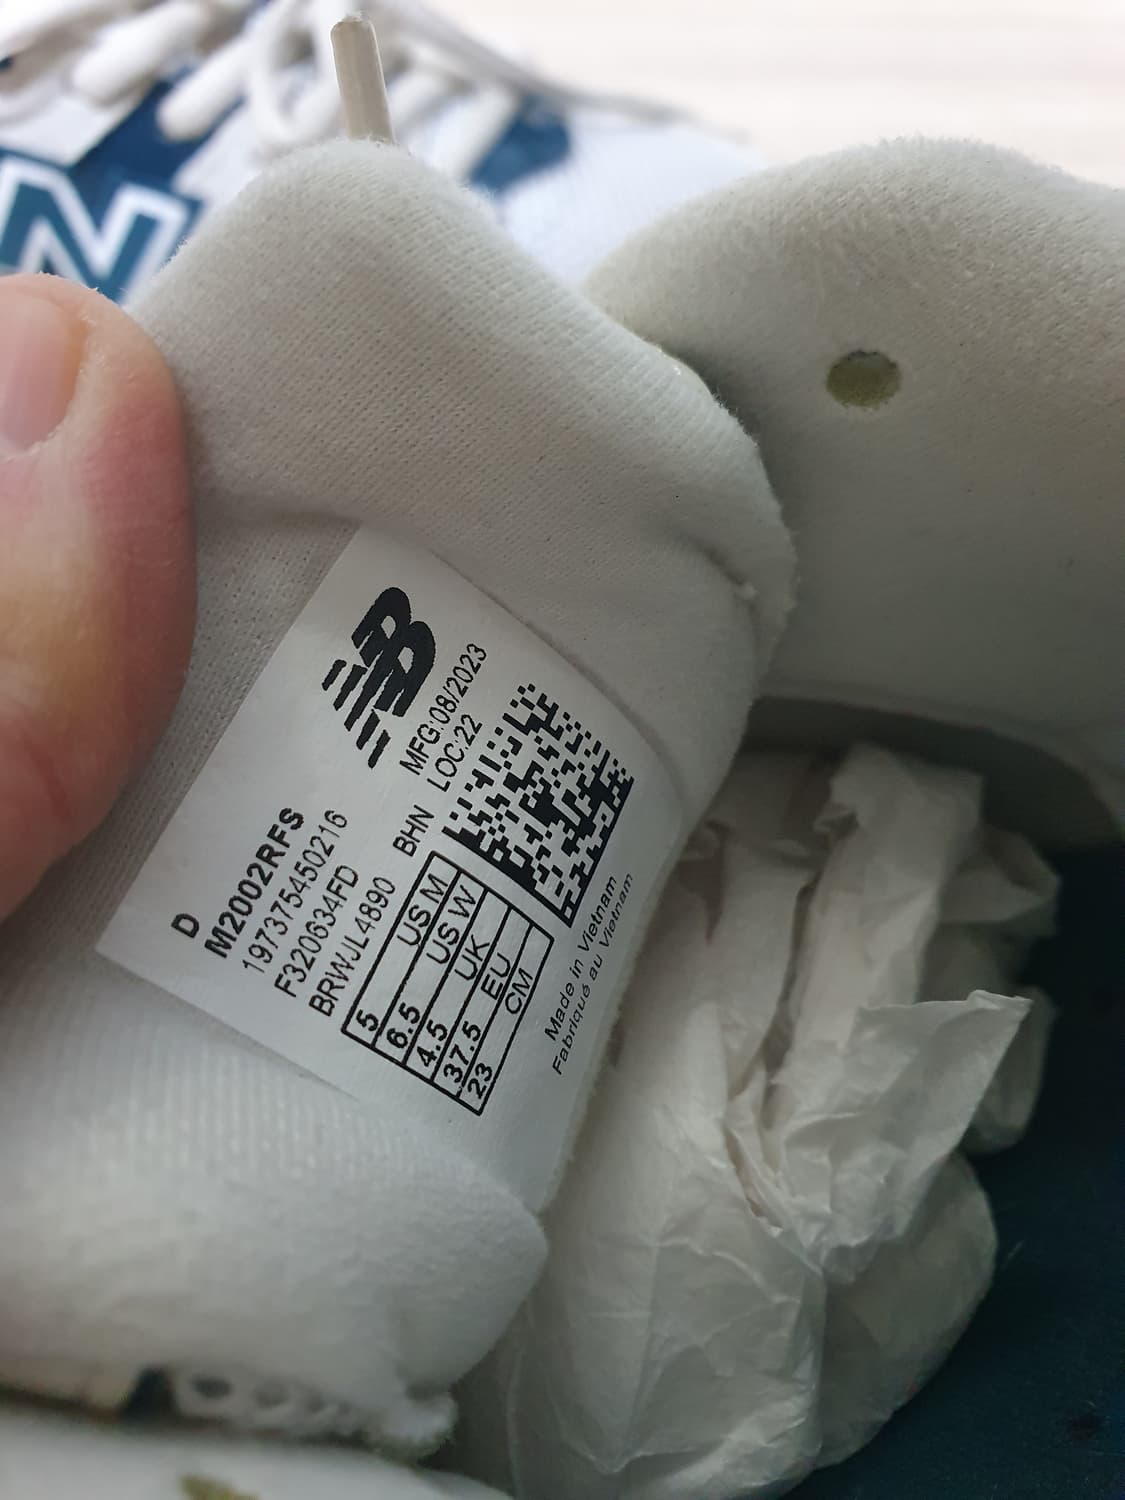 N
NB
D
M2002RFS
197375450216
F320634FD
BRWJL4890
BHN
MFG:08/2023
LOC:22
5 US M
6.5 US W
4.5 UK
37.5 EU
23 CM
Made in Vietnam
Fabriqué au Vietnam